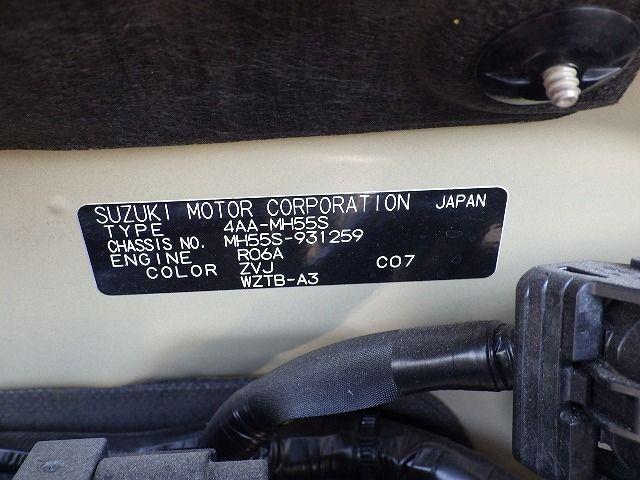 SUZUKI MOTOR CORPORATION JAPAN
TYPE 4AA-MH55S
CHASSIS NO. MH55S-931259
ENGINE R06A
COLOR ZVJ C07
WZTB-A3